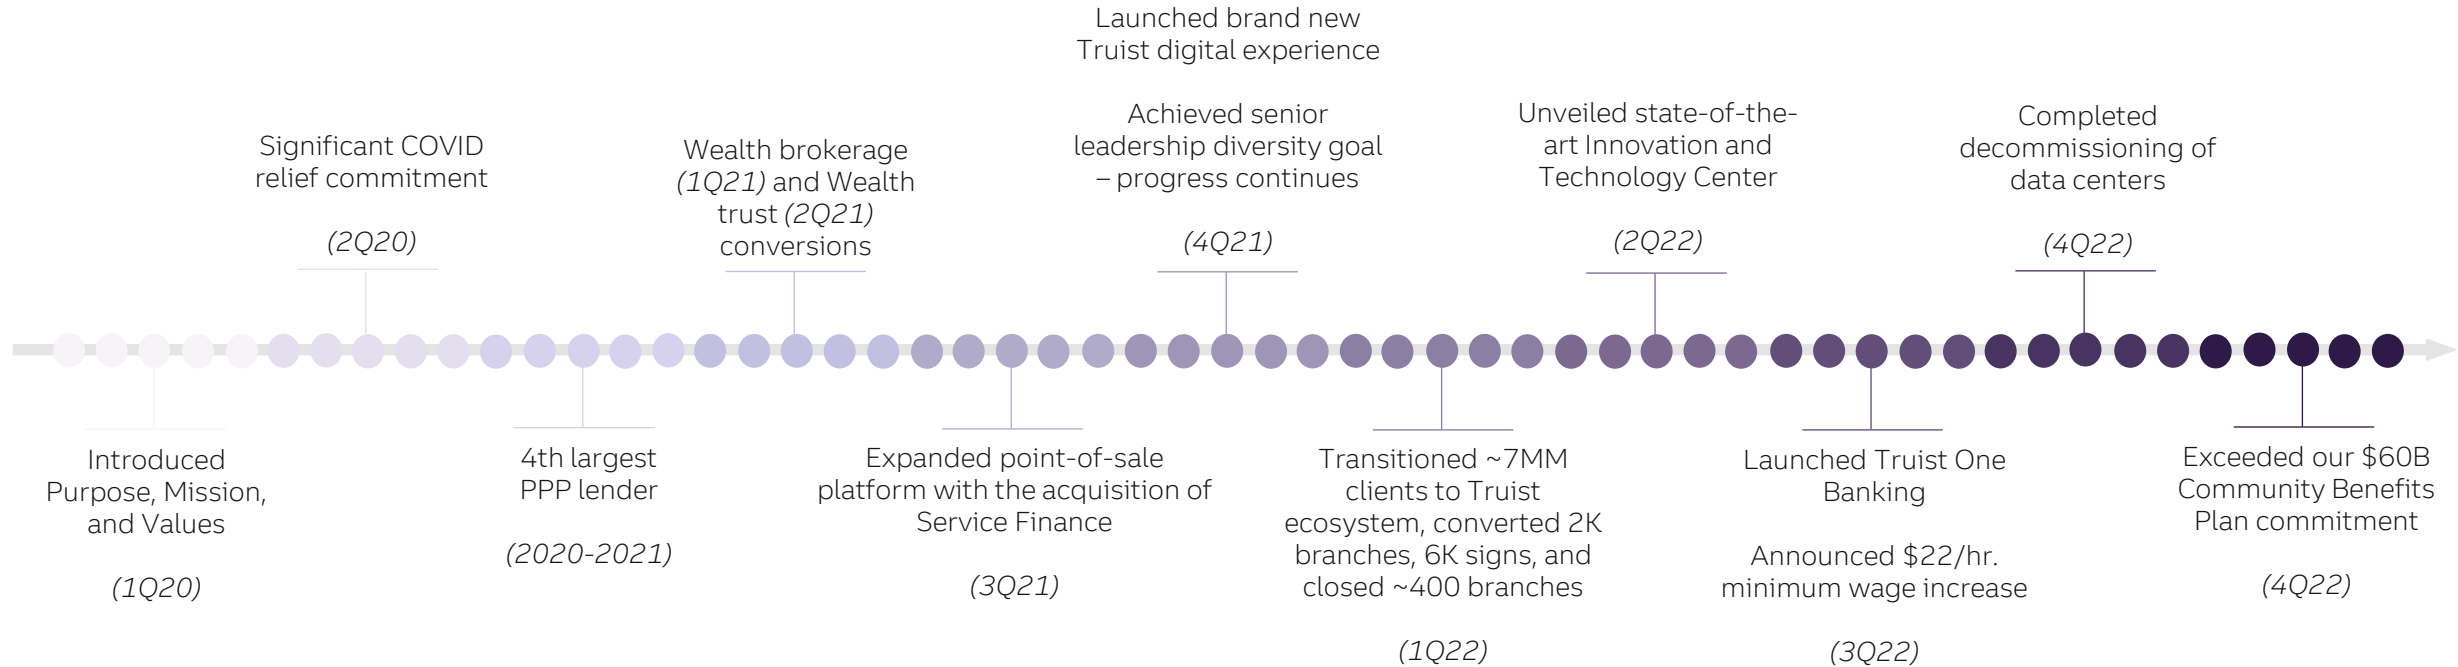 Introduced
Purpose, Mission,
and Values
(1Q20)
Significant COVID
relief commitment
(2Q20)
4th largest
PPP lender
(2020-2021)
Wealth brokerage
(1Q21) and Wealth
trust (2Q21)
conversions
Expanded point-of-sale
platform with the acquisition of
Service Finance
(3Q21)
Launched brand new
Truist digital experience
Achieved senior
leadership diversity goal
– progress continues
(4Q21)
Transitioned ~7MM
clients to Truist
ecosystem, converted 2K
branches, 6K signs, and
closed ~400 branches
(1Q22)
Unveiled state-of-the-
art Innovation and
Technology Center
(2Q22)
Launched Truist One
Banking
Announced $22/hr.
minimum wage increase
(3Q22)
Completed
decommissioning of
data centers
(4Q22)
Exceeded our $60B
Community Benefits
Plan commitment
(4Q22)